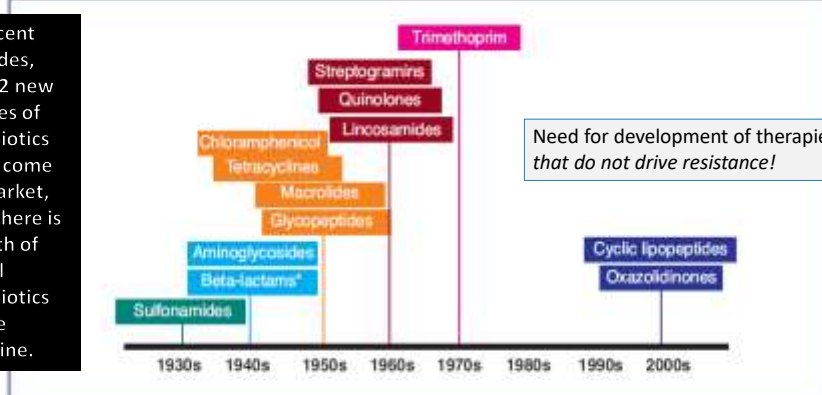 cent
des,
2 new
es of
biotics
come
arket,
here is
th of
l
biotics
e
ine.
Trimethoprim
Streptogramins
Quinolones
Lincosamides
Chloramphenicol
Tetracyclines
Macrolides
Glycopeptides
Aminoglycosides
Beta-lactams*
Sulfonamides
Need for development of therapie
that do not drive resistance!
Cyclic lipopeptides
Oxazolidinones
1930s 1940s 1950s 1960s 1970s 1980s 1990s 2000s